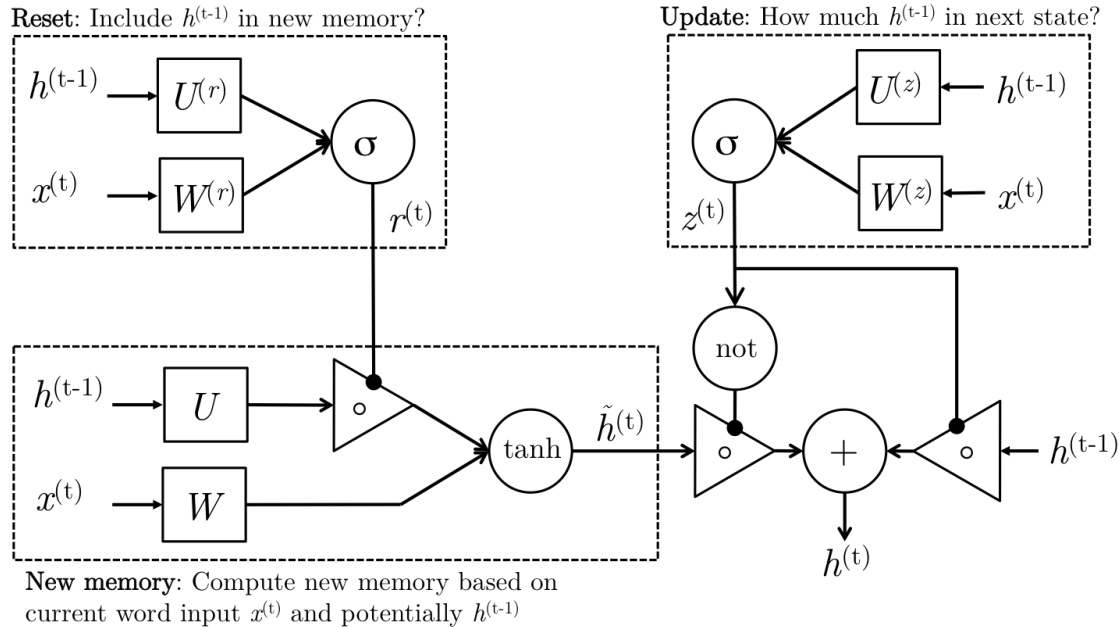 Reset: Include h(t-1) in new memory?
Update: How much h(t-1) in next state?
h(t-1)
U(r)
σ
x(t)
W(r)
r(t)
U(z)
h(t-1)
σ
W(z)
x(t)
z(t)
not
h(t-1)
U
∘
tanh
h̃(t)
∘
+
∘
h(t-1)
x(t)
W
h(t)
New memory: Compute new memory based on
current word input x(t) and potentially h(t-1)